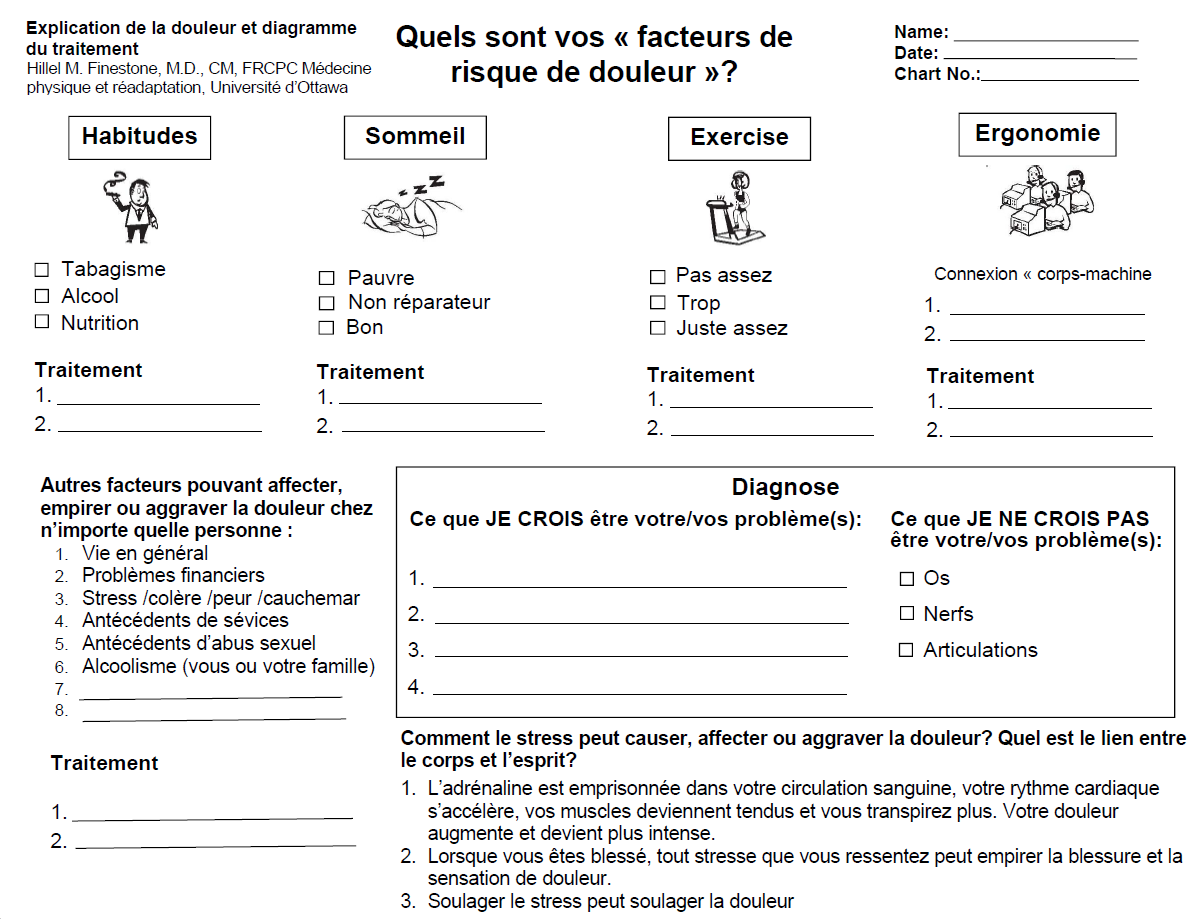 Explication de la douleur et diagramme
du traitement
Hillel M. Finestone, M.D., CM, FRCPC Médecine
physique et réadaptation, Université d'Ottawa
Quels sont vos « facteurs de
risque de douleur »?
Name: ___________________
Date: ____________________
Chart No.:________________
Habitudes
☐ Tabagisme
☐ Alcool
☐ Nutrition
Traitement
1. ____________________
2. ____________________
Sommeil
z z z
☐ Pauvre
☐ Non réparateur
☐ Bon
Traitement
1. ____________________
2. ____________________
Exercise
☐ Pas assez
☐ Trop
☐ Juste assez
Traitement
1. ____________________
2. ____________________
Ergonomie
Connexion « corps-machine
1. ____________________
2. ____________________
Traitement
1. ____________________
2. ____________________
Autres facteurs pouvant affecter,
empirer ou aggraver la douleur chez
n'importe quelle personne :
1. Vie en général
2. Problèmes financiers
3. Stress /colère /peur /cauchemar
4. Antécédents de sévices
5. Antécédents d'abus sexuel
6. Alcoolisme (vous ou votre famille)
7. ____________________
8. ____________________
Traitement
1. ____________________
2. ____________________
Diagnose
Ce que JE CROIS être votre/vos problème(s):
1. ____________________
2. ____________________
3. ____________________
4. ____________________
Ce que JE NE CROIS PAS
être votre/vos problème(s):
☐ Os
☐ Nerfs
☐ Articulations
Comment le stress peut causer, affecter ou aggraver la douleur? Quel est le lien entre
le corps et l'esprit?
1. L'adrénaline est emprisonnée dans votre circulation sanguine, votre rythme cardiaque
s'accélère, vos muscles deviennent tendus et vous transpirez plus. Votre douleur
augmente et devient plus intense.
2. Lorsque vous êtes blessé, tout stresse que vous ressentez peut empirer la blessure et la
sensation de douleur.
3. Soulager le stress peut soulager la douleur